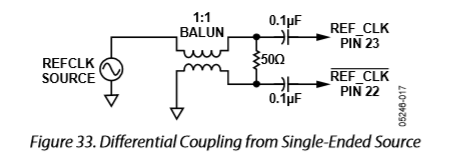 1:1
BALUN
0.1µF
REF_CLK
PIN 23
REFCLK
SOURCE
50Ω
REF_CLK
PIN 22
0.1µF
05246-017
Figure 33. Differential Coupling from Single-Ended Source